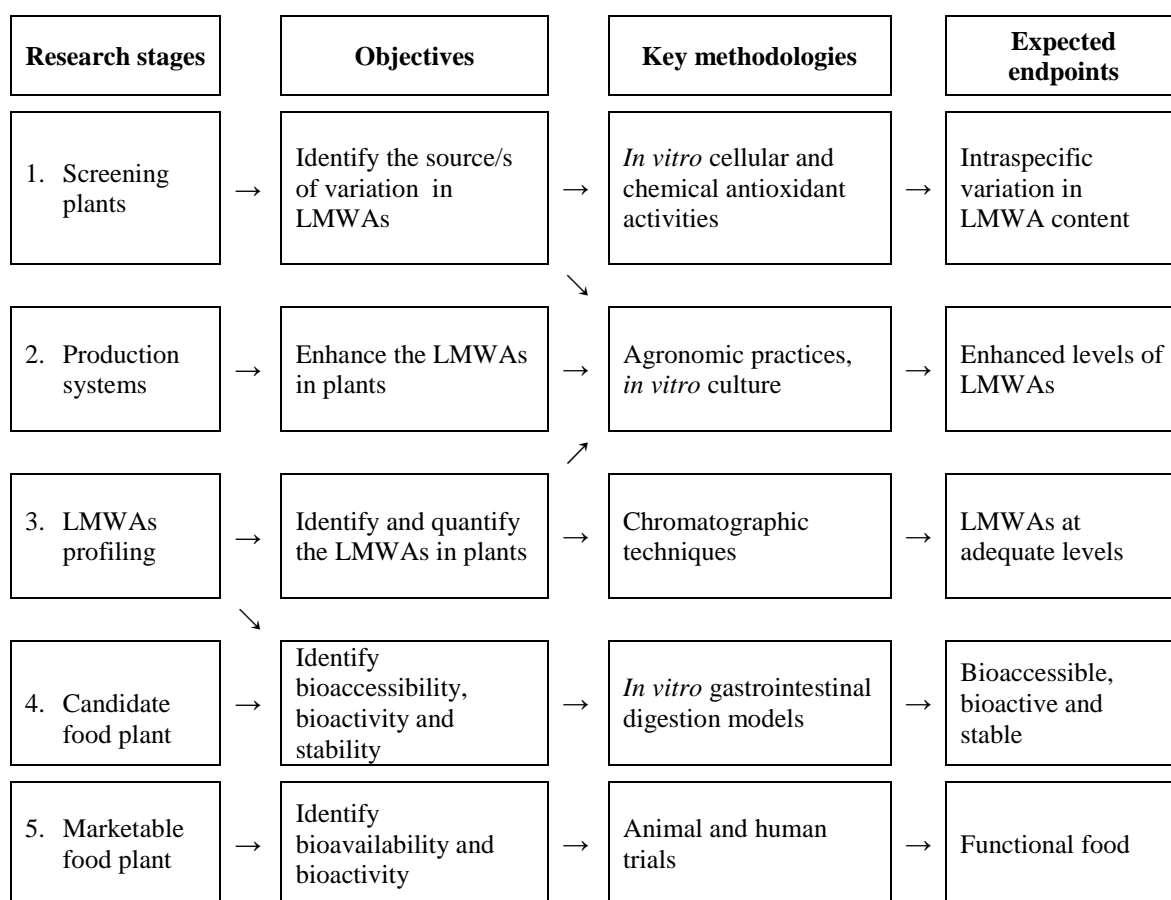 Research stages
Objectives
Key methodologies
Expected
endpoints
1. Screening
plants
→
Identify the source/s
of variation in
LMWAs
→
In vitro cellular and
chemical antioxidant
activities
→
Intraspecific
variation in
LMWA content
↘
2. Production
systems
→
Enhance the LMWAs
in plants
→
Agronomic practices,
in vitro culture
→
Enhanced levels of
LMWAs
↗
3. LMWAs
profiling
→
Identify and quantify
the LMWAs in plants
→
Chromatographic
techniques
→
LMWAs at
adequate levels
↘
4. Candidate
food plant
→
Identify
bioaccessibility,
bioactivity and
stability
→
In vitro gastrointestinal
digestion models
→
Bioaccessible,
bioactive and
stable
5. Marketable
food plant
→
Identify
bioavailability and
bioactivity
→
Animal and human
trials
→
Functional food